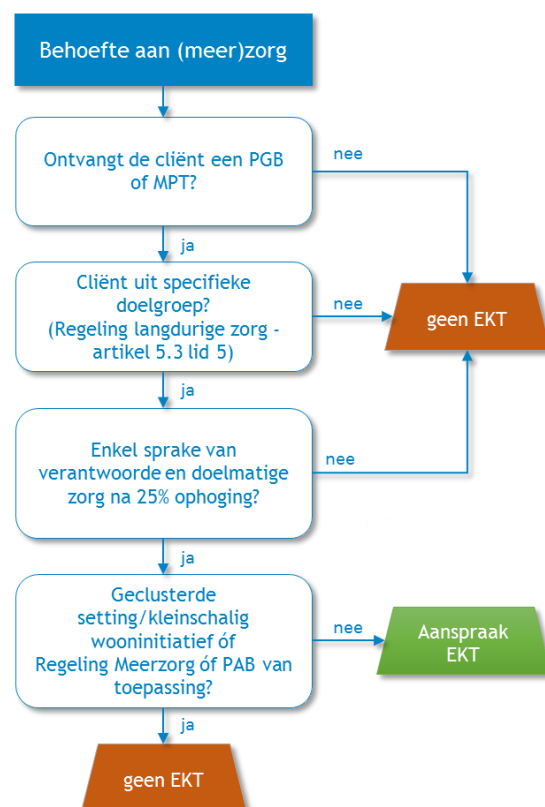 Behoefte aan (meer)zorg
Ontvangt de cliënt een PGB
of MPT?
nee
ja
Cliënt uit specifieke
doelgroep?
(Regeling langdurige zorg -
artikel 5.3 lid 5)
nee
geen EKT
ja
Enkel sprake van
verantwoorde en doelmatige
zorg na 25% ophoging?
nee
ja
Geclusterde
setting/kleinschalig
wooninitiatief óf
Regeling Meerzorg óf PAB van
toepassing?
nee
Aanspraak
EKT
ja
geen EKT